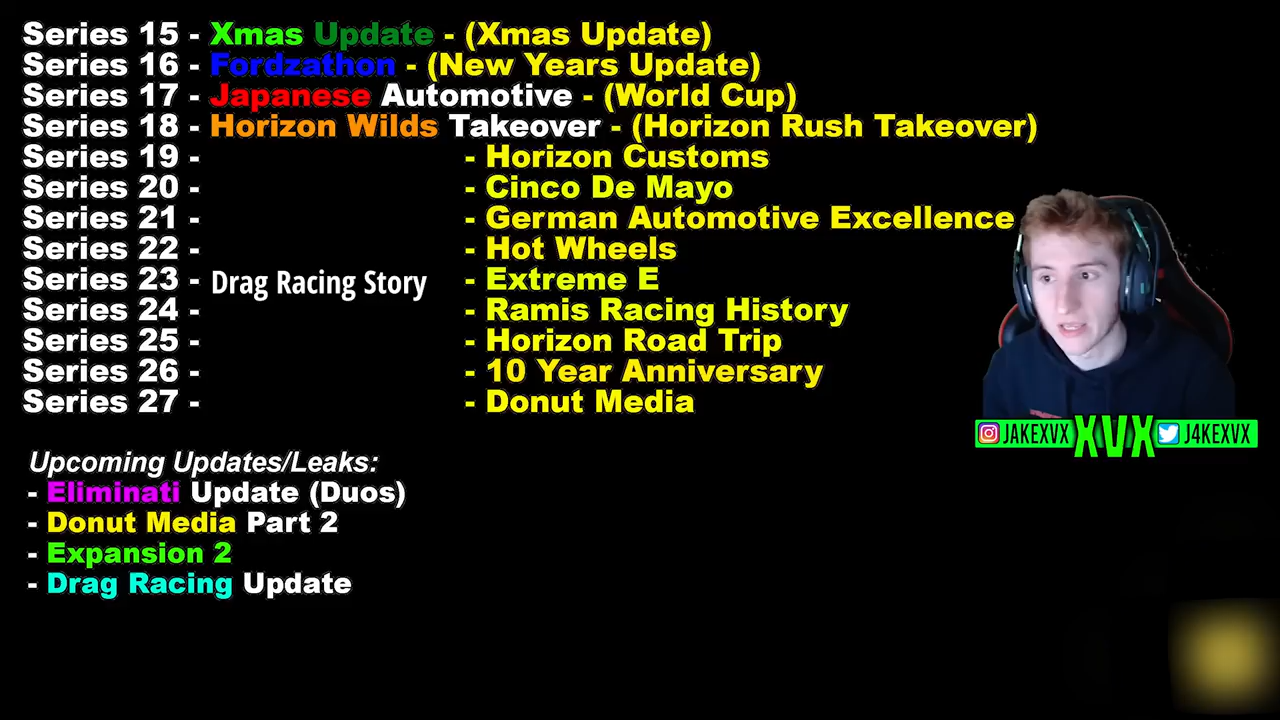 Series 15 - Xmas Update - (Xmas Update)
Series 16 - Fordzathon - (New Years Update)
Series 17 - Japanese Automotive - (World Cup)
Series 18 - Horizon Wilds Takeover - (Horizon Rush Takeover)
Series 19 - - Horizon Customs
Series 20 - - Cinco De Mayo
Series 21 - - German Automotive Excellence
Series 22 - - Hot Wheels
Series 23 - Drag Racing Story - Extreme E
Series 24 - - Ramis Racing History
Series 25 - - Horizon Road Trip
Series 26 - - 10 Year Anniversary
Series 27 - - Donut Media
JAKEXVX XVX J4KEXVX
Upcoming Updates/Leaks:
- Eliminati Update (Duos)
- Donut Media Part 2
- Expansion 2
- Drag Racing Update